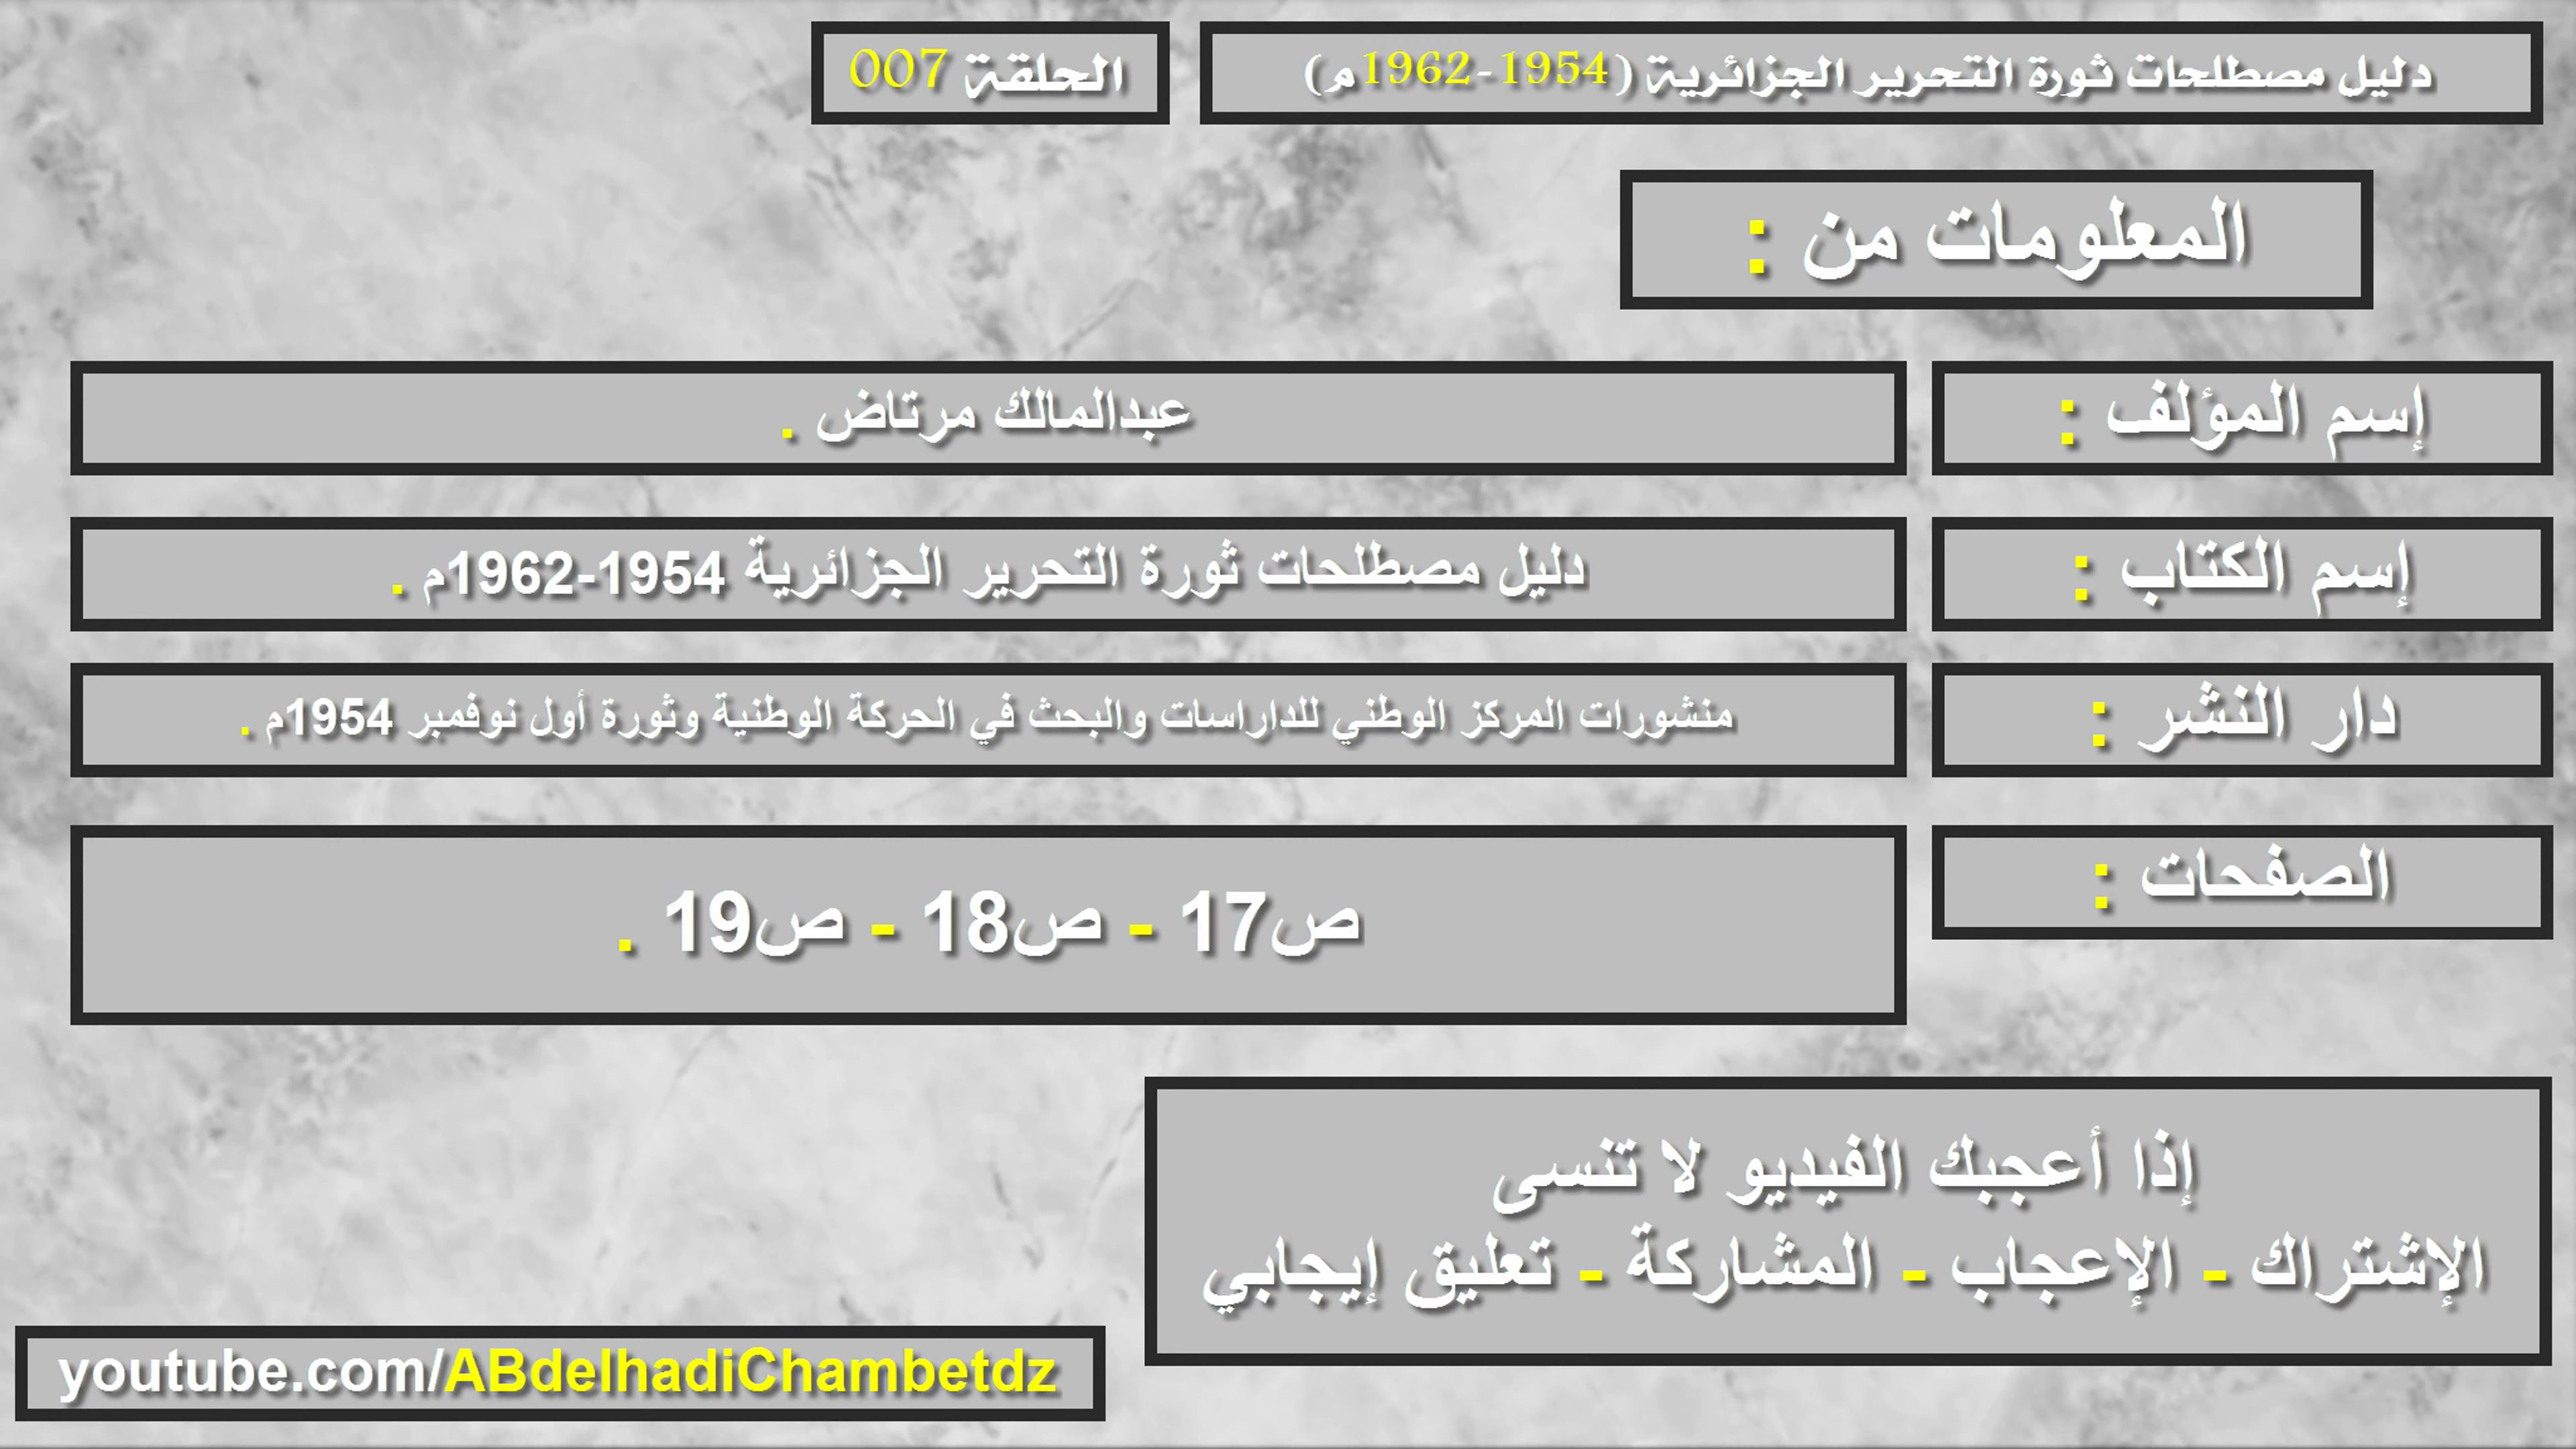 دليل مصطلحات ثورة التحرير الجزائرية (1954-1962م)
الحلقة 007
المعلومات من :
إسم المؤلف :
عبدالمالك مرتاض .
إسم الكتاب :
دليل مصطلحات ثورة التحرير الجزائرية 1954-1962م .
دار النشر :
منشورات المركز الوطني للداراسات والبحث في الحركة الوطنية وثورة أول نوفمبر 1954م .
الصفحات :
ص17 - ص18 - ص19 .
إذا أعجبك الفيديو لا تنسى
الإشتراك - الإعجاب - المشاركة - تعليق إيجابي
youtube.com/ABdelhadiChambetdz